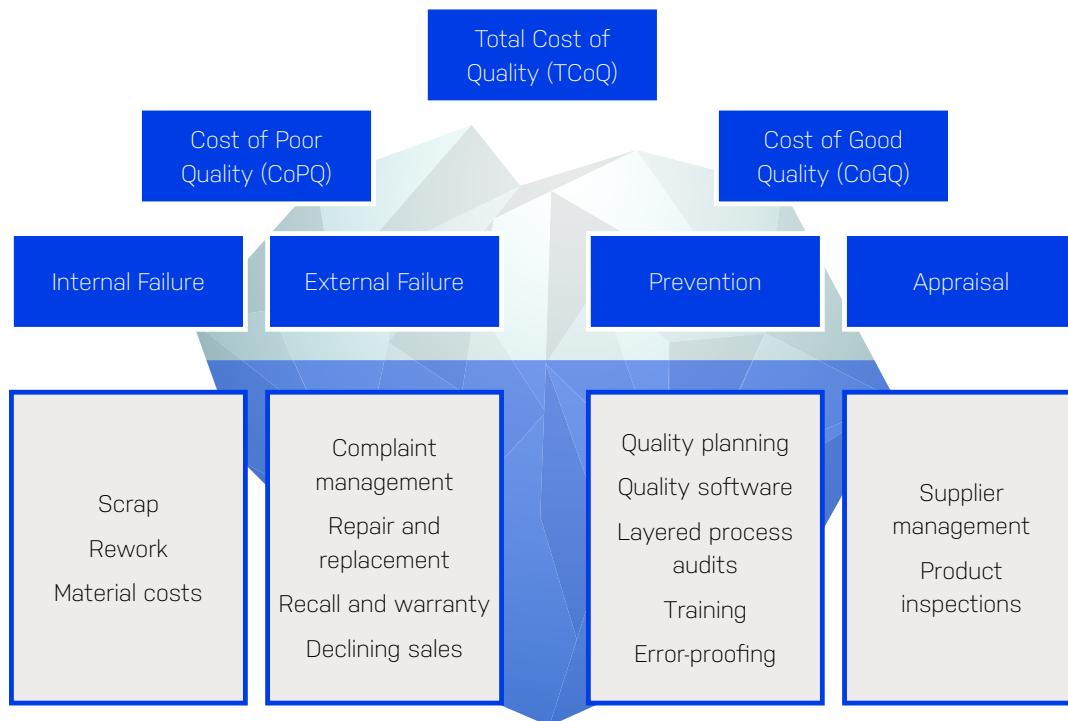 Total Cost of
Quality (TCoQ)
Cost of Poor
Quality (CoPQ)
Cost of Good
Quality (CoGQ)
Internal Failure
External Failure
Prevention
Appraisal
Scrap
Rework
Material costs
Complaint
management
Repair and
replacement
Recall and warranty
Declining sales
Quality planning
Quality software
Layered process
audits
Training
Error-proofing
Supplier
management
Product
inspections